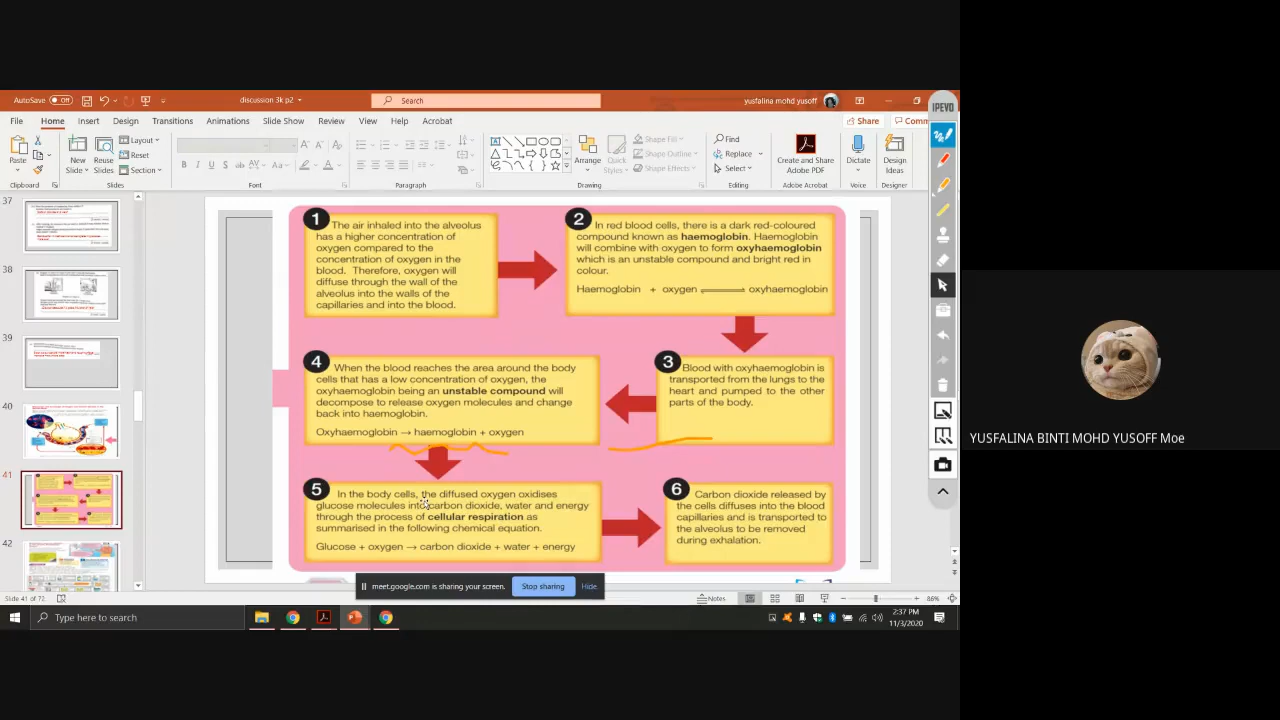 AutoSave Off
discussion 3k p2
Search
yusfalina mohd yusoff
IPEVO
File Home Insert Design Transitions Animations Slide Show Review View Help Acrobat
Share
Comm
Paste
New Slide
Reuse Slides
Layout
Reset
Section
Arrange
Quick Styles
Shape Fill
Shape Outline
Shape Effects
Find
Replace
Select
Create and Share Adobe PDF
Dictate
Design Ideas
Clipboard
Slides
Font
Paragraph
Drawing
Editing
Adobe Acrobat
Voice
Designer
37
38
39
40
41
42
1
The air inhaled into the alveolus
has a higher concentration of
oxygen compared to the
concentration of oxygen in the
blood. Therefore, oxygen will
diffuse through the wall of the
alveolus into the walls of the
capillaries and into the blood.
2
In red blood cells, there is a dark red-coloured
compound known as haemoglobin. Haemoglobin
will combine with oxygen to form oxyhaemoglobin
which is an unstable compound and bright red in
colour.
Haemoglobin + oxygen ⇌ oxyhaemoglobin
3
Blood with oxyhaemoglobin is
transported from the lungs to the
heart and pumped to the other
parts of the body.
4
When the blood reaches the area around the body
cells that has a low concentration of oxygen, the
oxyhaemoglobin being an unstable compound will
decompose to release oxygen molecules and change
back into haemoglobin.
Oxyhaemoglobin → haemoglobin + oxygen
5
In the body cells, the diffused oxygen oxidises
glucose molecules into carbon dioxide, water and energy
through the process of cellular respiration as
summarised in the following chemical equation.
Glucose + oxygen → carbon dioxide + water + energy
6
Carbon dioxide released by
the cells diffuses into the blood
capillaries and is transported to
the alveolus to be removed
during exhalation.
YUSFALINA BINTI MOHD YUSOFF Moe
meet.google.com is sharing your screen.
Stop sharing
Hide
Slide 41 of 72
Notes
86%
Type here to search
2:37 PM
11/3/2020